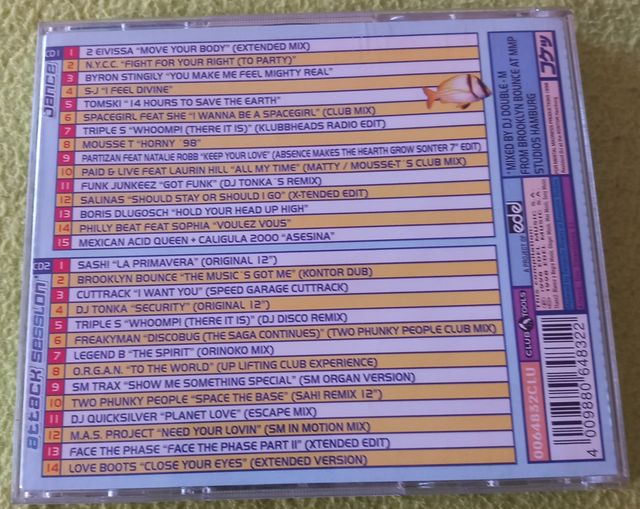 CD1
Dance!
1 2 EIVISSA "MOVE YOUR BODY" (EXTENDED MIX)
2 N.Y.C.C. "FIGHT FOR YOUR RIGHT (TO PARTY)"
3 BYRON STINGILY "YOU MAKE ME FEEL MIGHTY REAL"
4 S-J "I FEEL DIVINE"
5 TOMSKI "14 HOURS TO SAVE THE EARTH"
6 SPACEGIRL FEAT SHE "I WANNA BE A SPACEGIRL" (CLUB MIX)
7 TRIPLE S "WHOOMP! (THERE IT IS) (KLUBBHEADS RADIO EDIT)
8 MOUSSE T "HORNY ´98"
9 PARTIZAN FEAT NATALIE ROBB "KEEP YOUR LOVE" (ABSENCE MAKES THE HEARTH GROW SONTER 7" EDIT)
10 PAID & LIVE FEAT LAURIN HILL "ALL MY TIME" (MATTY / MOUSSE-T´S CLUB MIX)
11 FUNK JUNKEEZ "GOT FUNK" (DJ TONKA´S REMIX)
12 SALINAS "SHOULD STAY OR SHOULD I GO" (X-TENDED EDIT)
13 BORIS DLUGOSCH "HOLD YOUR HEAD UP HIGH"
14 PHILLY BEAT FEAT SOPHIA "VOULEZ VOUS"
15 MEXICAN ACID QUEEN + CALIGULA 2000 "ASESINA"
CD2
attack session
1 SASH! "LA PRIMAVERA" (ORIGINAL 12")
2 BROOKLYN BOUNCE "THE MUSIC´S GOT ME" (KONTOR DUB)
3 CUTTRACK "I WANT YOU" (SPEED GARAGE CUTTRACK)
4 DJ TONKA "SECURITY" (ORIGINAL 12")
5 TRIPLE S "WHOOMP! (THERE IT IS)" (DJ DISCO REMIX)
6 FREAKYMAN "DISCOBUG (THE SAGA CONTINUES)" (TWO PHUNKY PEOPLE CLUB MIX)
7 LEGEND B "THE SPIRIT" (ORINOKO MIX)
8 O.R.G.A.N. "TO THE WORLD" (UP LIFTING CLUB EXPERIENCE)
9 SM TRAX "SHOW ME SOMETHING SPECIAL" (SM ORGAN VERSION)
10 TWO PHUNKY PEOPLE "SPACE THE BASE" (SAHI REMIX 12")
11 DJ QUICKSILVER "PLANET LOVE" (ESCAPE MIX)
12 M.A.S. PROJECT "NEED YOUR LOVIN" (SM IN MOTION MIX)
13 FACE THE PHASE "FACE THE PHASE PART II" (XTENDED EDIT)
14 LOVE BOOTS "CLOSE YOUR EYES" (EXTENDED VERSION)
"MIXED BY DJ DOUBLE-M
FROM BROOKLYN BOUNCE AT MMP
STUDIOS HAMBURG
コケッ
A PROJECT OF edel
CLUB TOOLS
0064832CLU
4 009880 648322